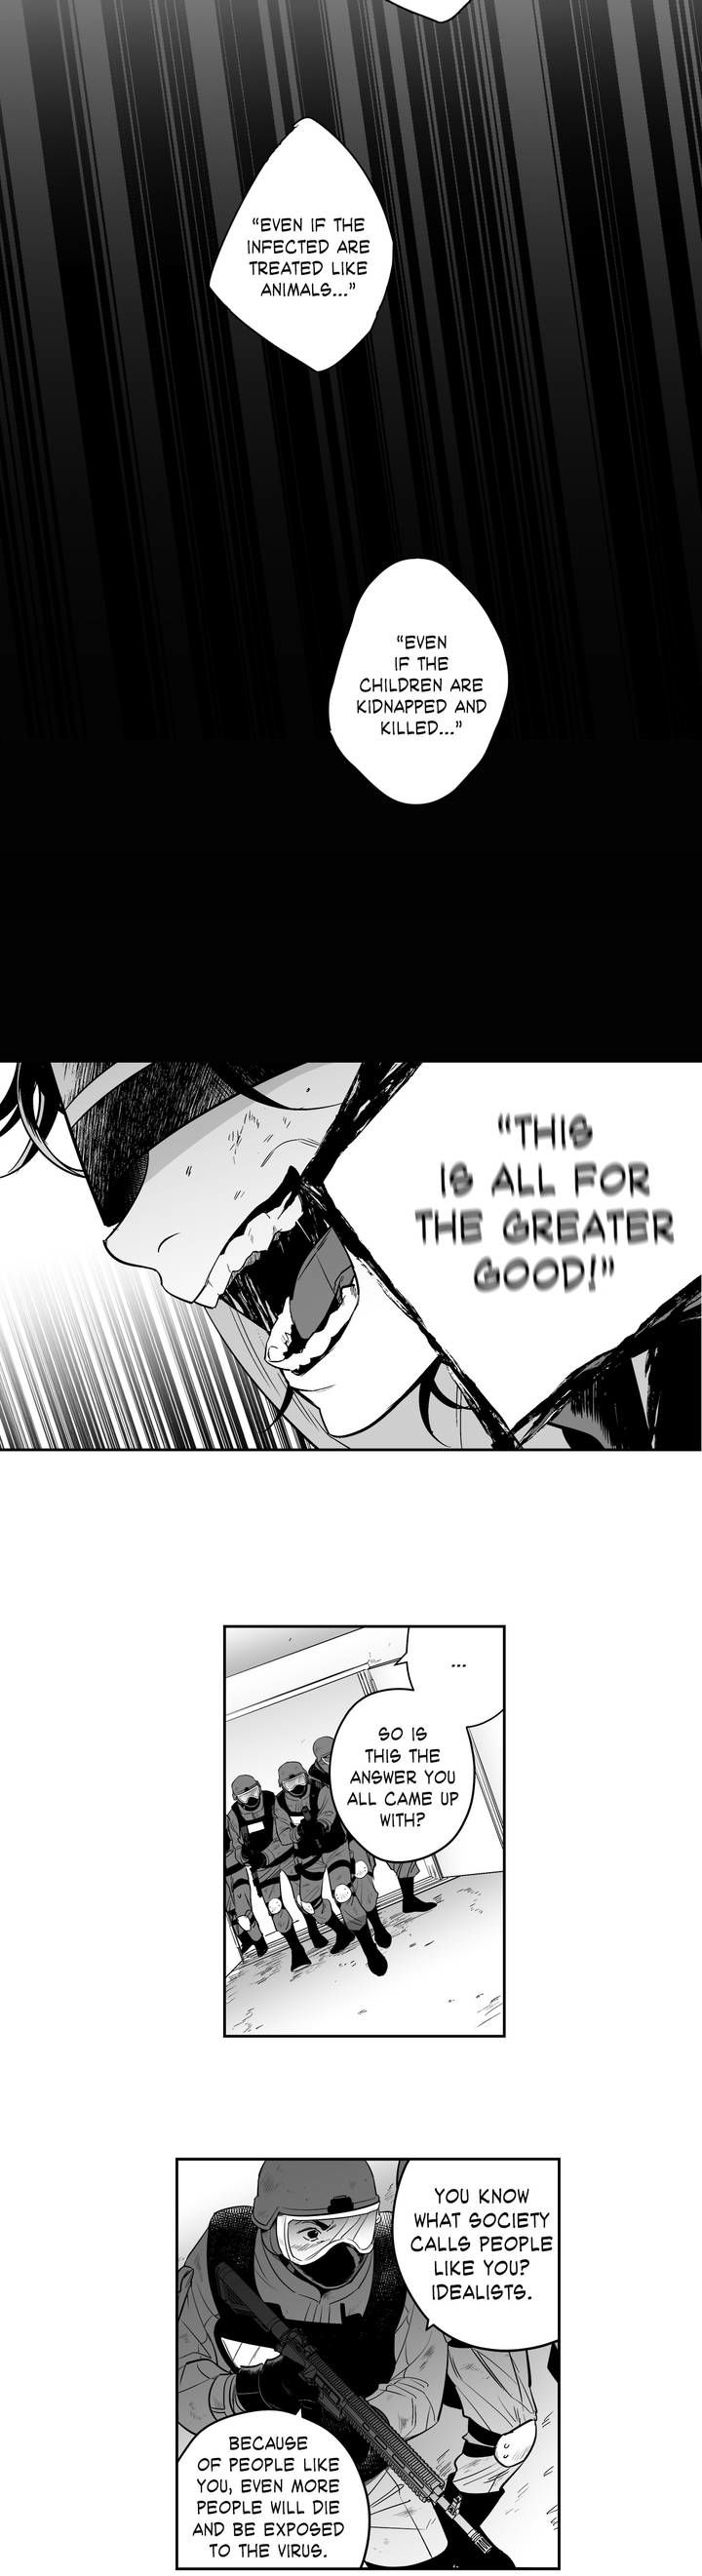 "EVEN IF THE
INFECTED ARE
TREATED LIKE
ANIMALS..."
"EVEN
IF THE
CHILDREN ARE
KIDNAPPED AND
KILLED..."
"THIS
IS ALL FOR
THE GREATER
GOOD!"
...
SO IS
THIS THE
ANSWER YOU
ALL CAME UP
WITH?
YOU KNOW
WHAT SOCIETY
CALLS PEOPLE
LIKE YOU?
IDEALISTS.
BECAUSE
OF PEOPLE LIKE
YOU, EVEN MORE
PEOPLE WILL DIE
AND BE EXPOSED
TO THE VIRUS.